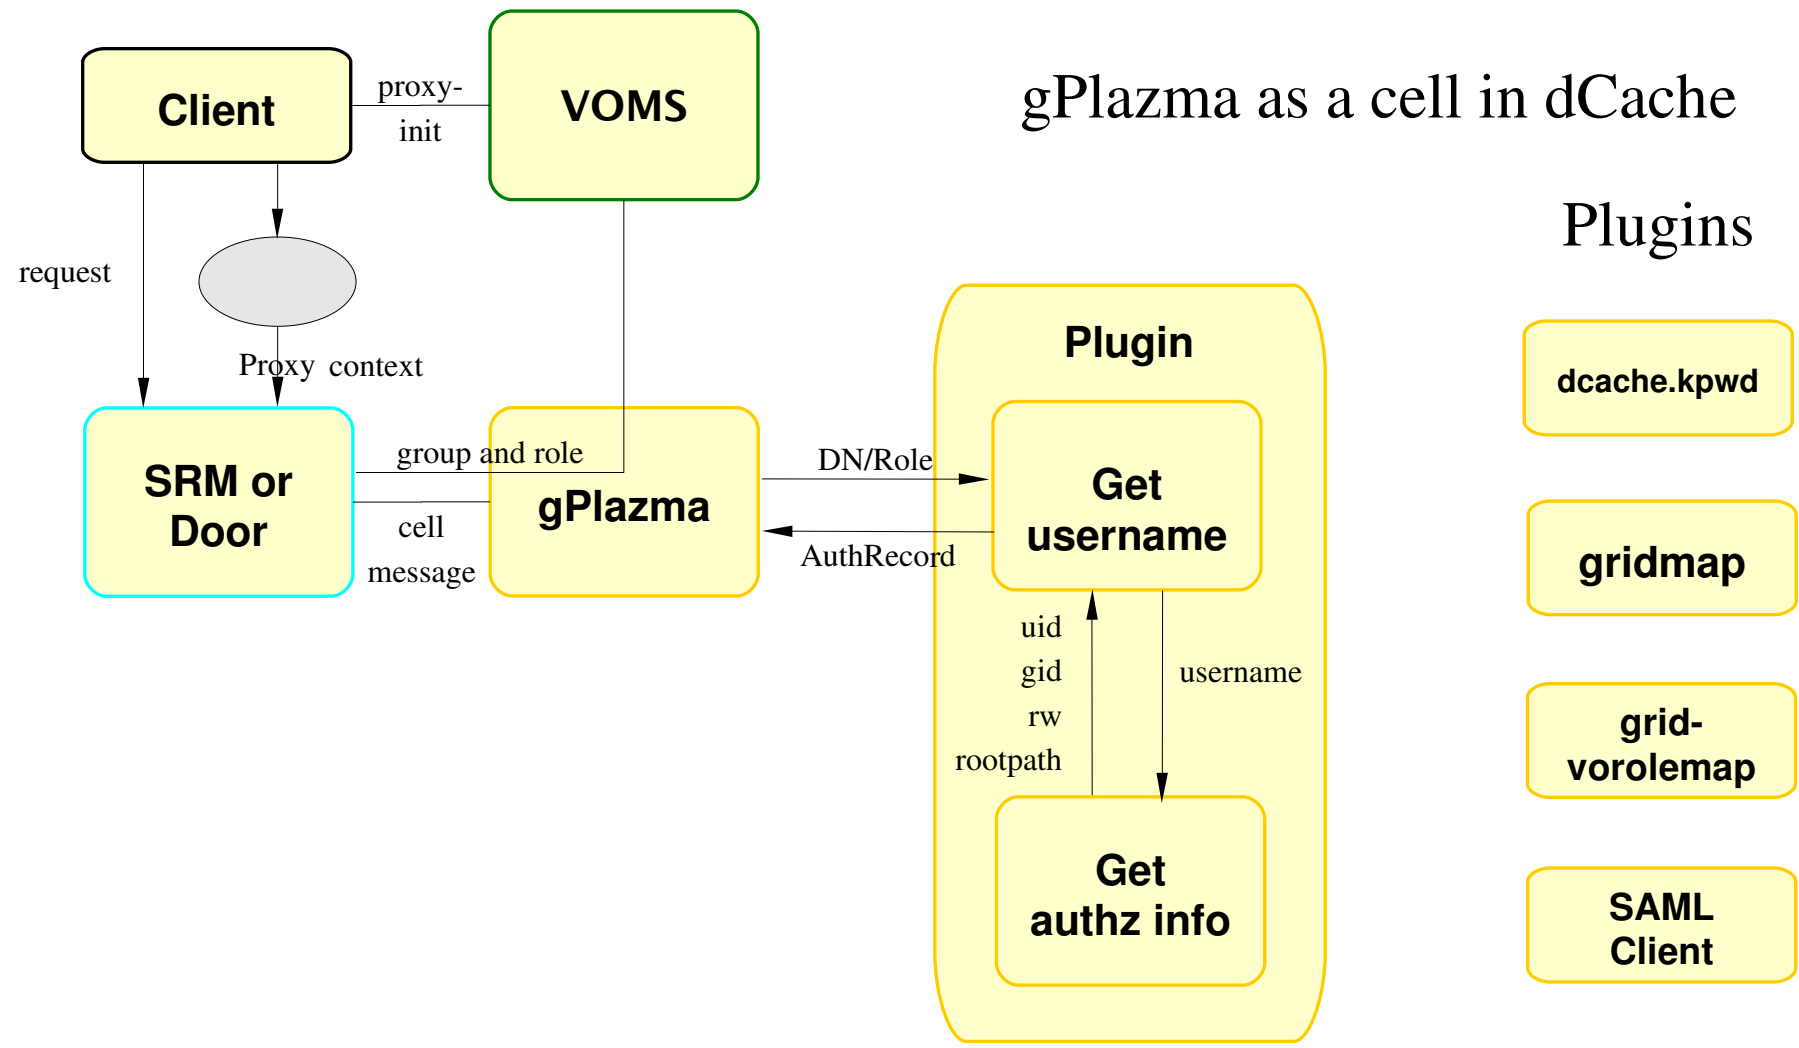 gPlazma as a cell in dCache
Client
proxy-
init
VOMS
Plugins
request
Proxy context
Plugin
dcache.kpwd
SRM or
Door
group and role
cell
message
gPlazma
DN/Role
AuthRecord
Get
username
gridmap
uid
gid
rw
rootpath
username
grid-
vorolemap
Get
authz info
SAML
Client